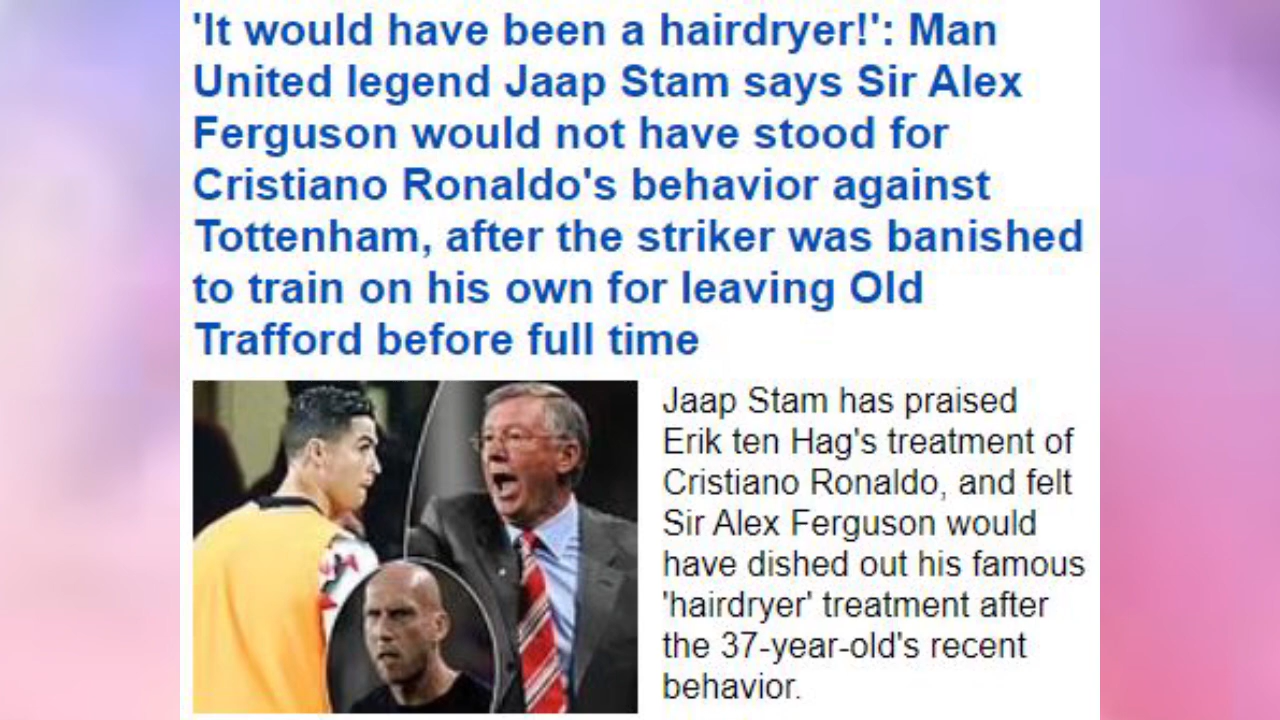 'It would have been a hairdryer!': Man
United legend Jaap Stam says Sir Alex
Ferguson would not have stood for
Cristiano Ronaldo's behavior against
Tottenham, after the striker was banished
to train on his own for leaving Old
Trafford before full time
Jaap Stam has praised
Erik ten Hag's treatment of
Cristiano Ronaldo, and felt
Sir Alex Ferguson would
have dished out his famous
'hairdryer' treatment after
the 37-year-old's recent
behavior.